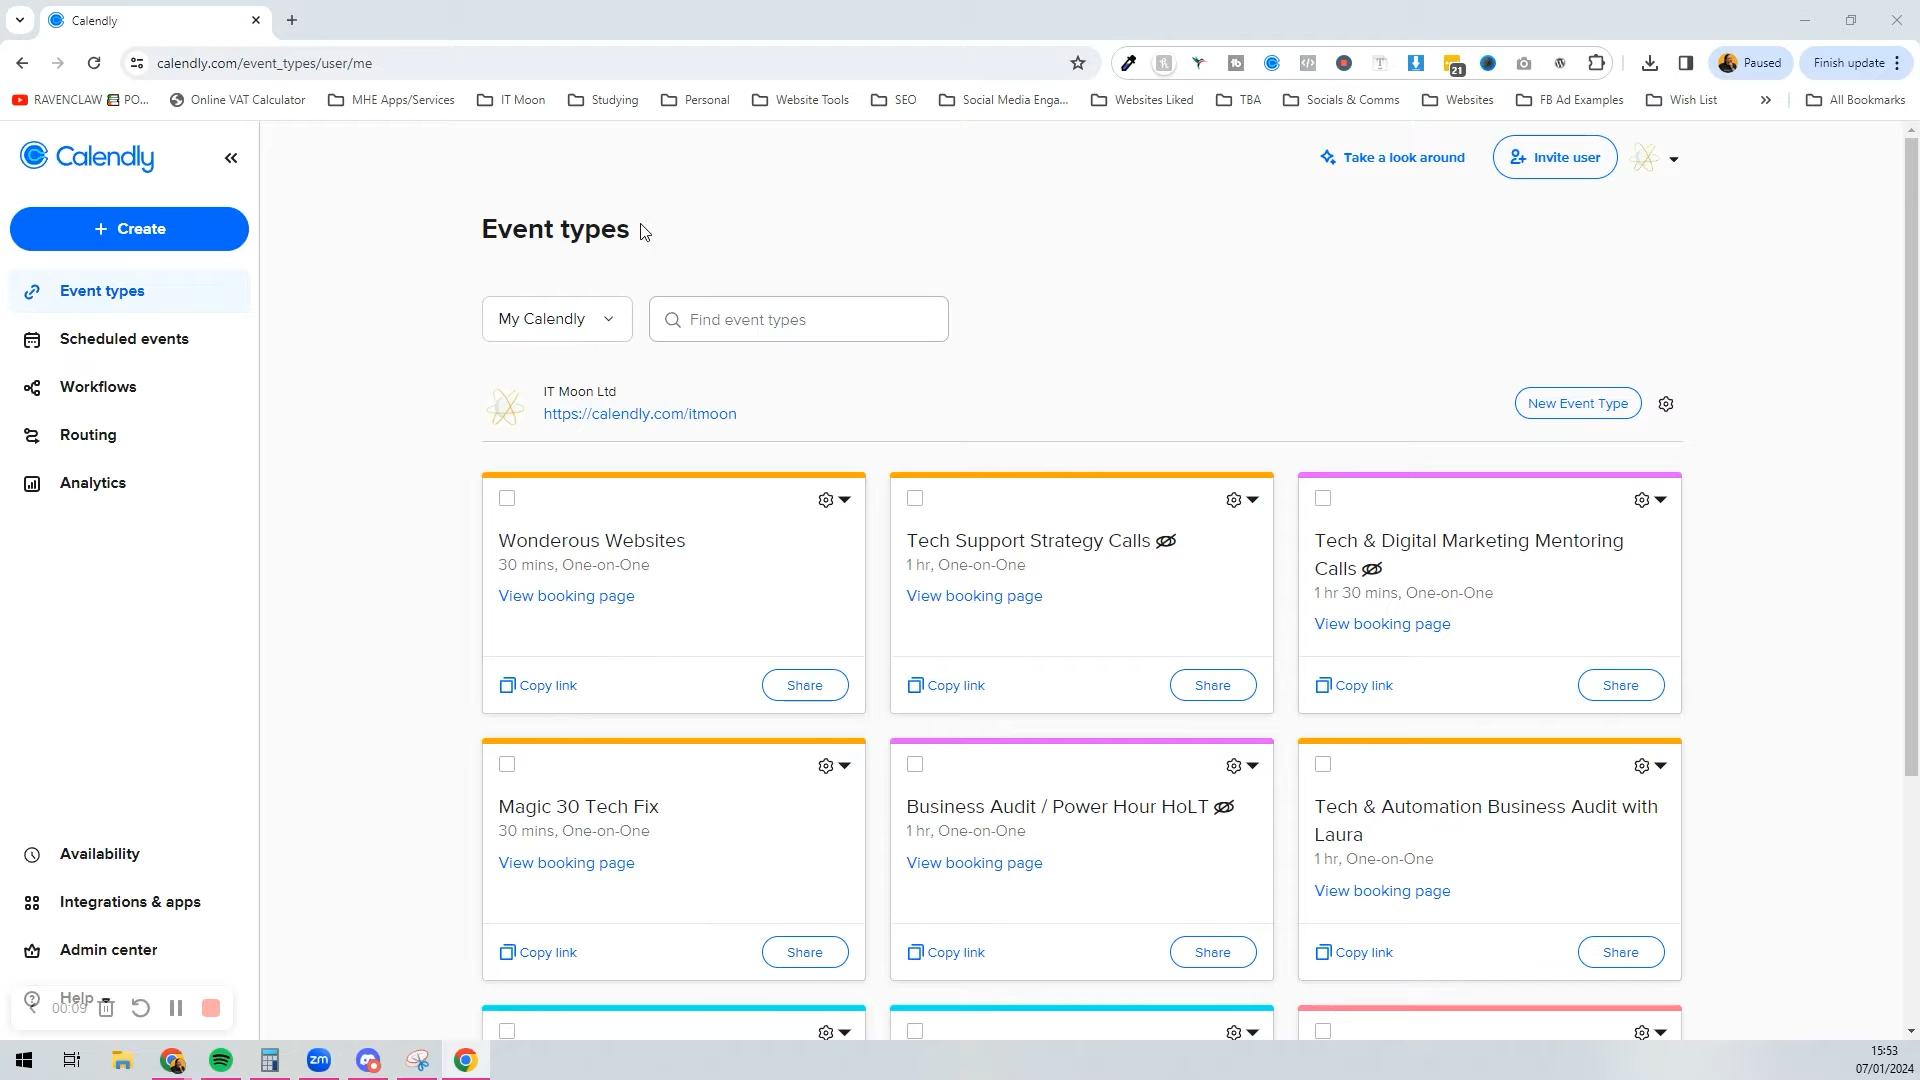 Calendly
calendly.com/event_types/user/me
21
Paused
Finish update
RAVENCLAW PO...
Online VAT Calculator
MHE Apps/Services
IT Moon
Studying
Personal
Website Tools
SEO
Social Media Enga...
Websites Liked
TBA
Socials & Comms
Websites
FB Ad Examples
Wish List
»
All Bookmarks
Calendly
Take a look around
Invite user
+ Create
Event types
Scheduled events
Workflows
Routing
Analytics
Availability
Integrations & apps
Admin center
Help
00:09
Event types
My Calendly
Find event types
IT Moon Ltd
https://calendly.com/itmoon
New Event Type
Wonderous Websites
30 mins, One-on-One
View booking page
Copy link
Share
Tech Support Strategy Calls
1 hr, One-on-One
View booking page
Copy link
Share
Tech & Digital Marketing Mentoring
Calls
1 hr 30 mins, One-on-One
View booking page
Copy link
Share
Magic 30 Tech Fix
30 mins, One-on-One
View booking page
Copy link
Share
Business Audit / Power Hour HoLT
1 hr, One-on-One
View booking page
Copy link
Share
Tech & Automation Business Audit with
Laura
1 hr, One-on-One
View booking page
Copy link
Share
zm
15:53
07/01/2024